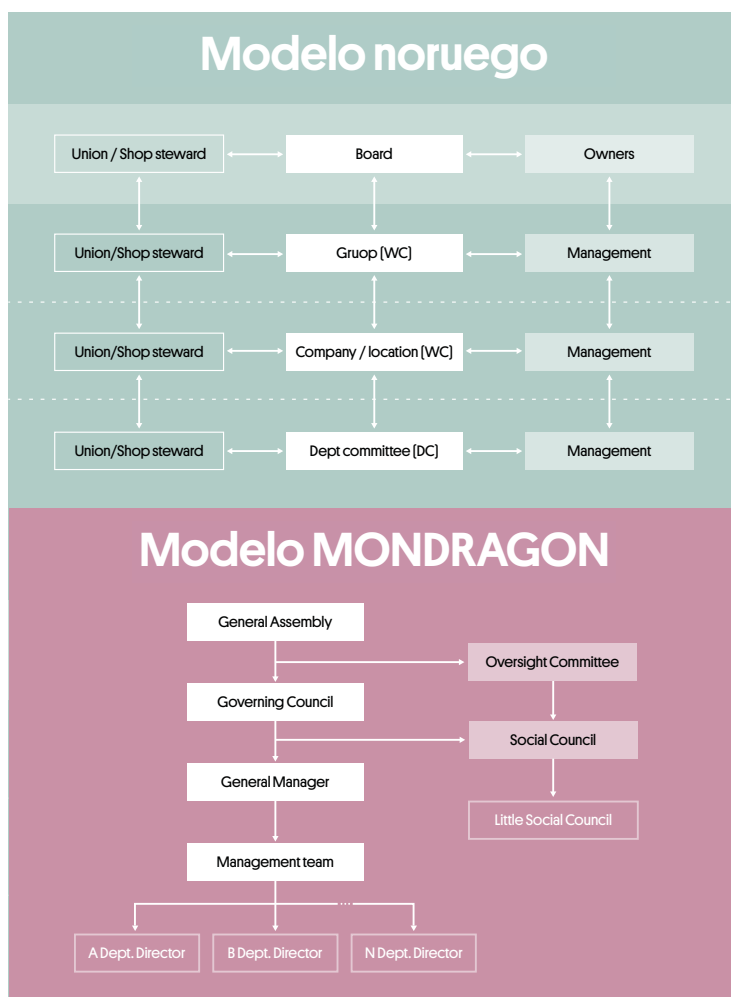 Modelo noruego
Union / Shop steward
Board
Owners
Union/Shop steward
Gruop (WC)
Management
Union/Shop steward
Company / location (WC)
Management
Union/Shop steward
Dept committee (DC)
Management
Modelo MONDRAGON
General Assembly
Oversight Committee
Governing Council
Social Council
General Manager
Little Social Council
Management team
A Dept. Director
B Dept. Director
N Dept. Director